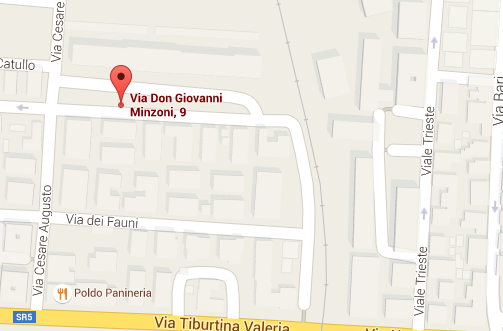 Via Cesare
Catullo
Via Don Giovanni
Minzoni, 9
Viale Trieste
Via Bari
Via dei Fauni
Via Cesare Augusto
Viale Trieste
Poldo Panineria
SR5
Via Tiburtina Valeria